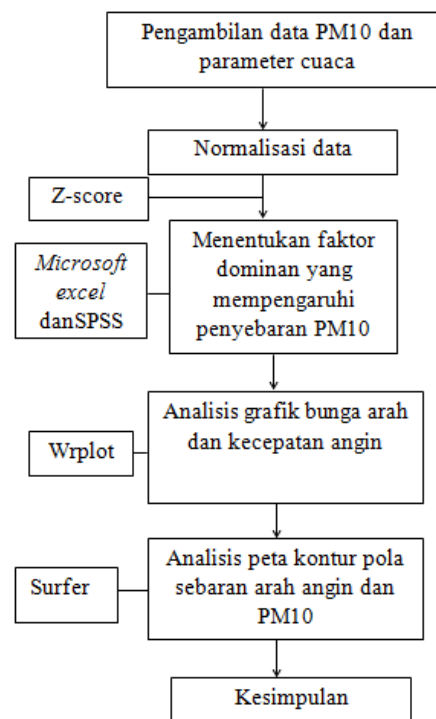 Pengambilan data PM10 dan
parameter cuaca
Normalisasi data
Z-score
Menentukan faktor
dominan yang
mempengaruhi
penyebaran PM10
Microsoft
excel
danSPSS
Analisis grafik bunga arah
dan kecepatan angin
Wrplot
Analisis peta kontur pola
sebaran arah angin dan
PM10
Surfer
Kesimpulan